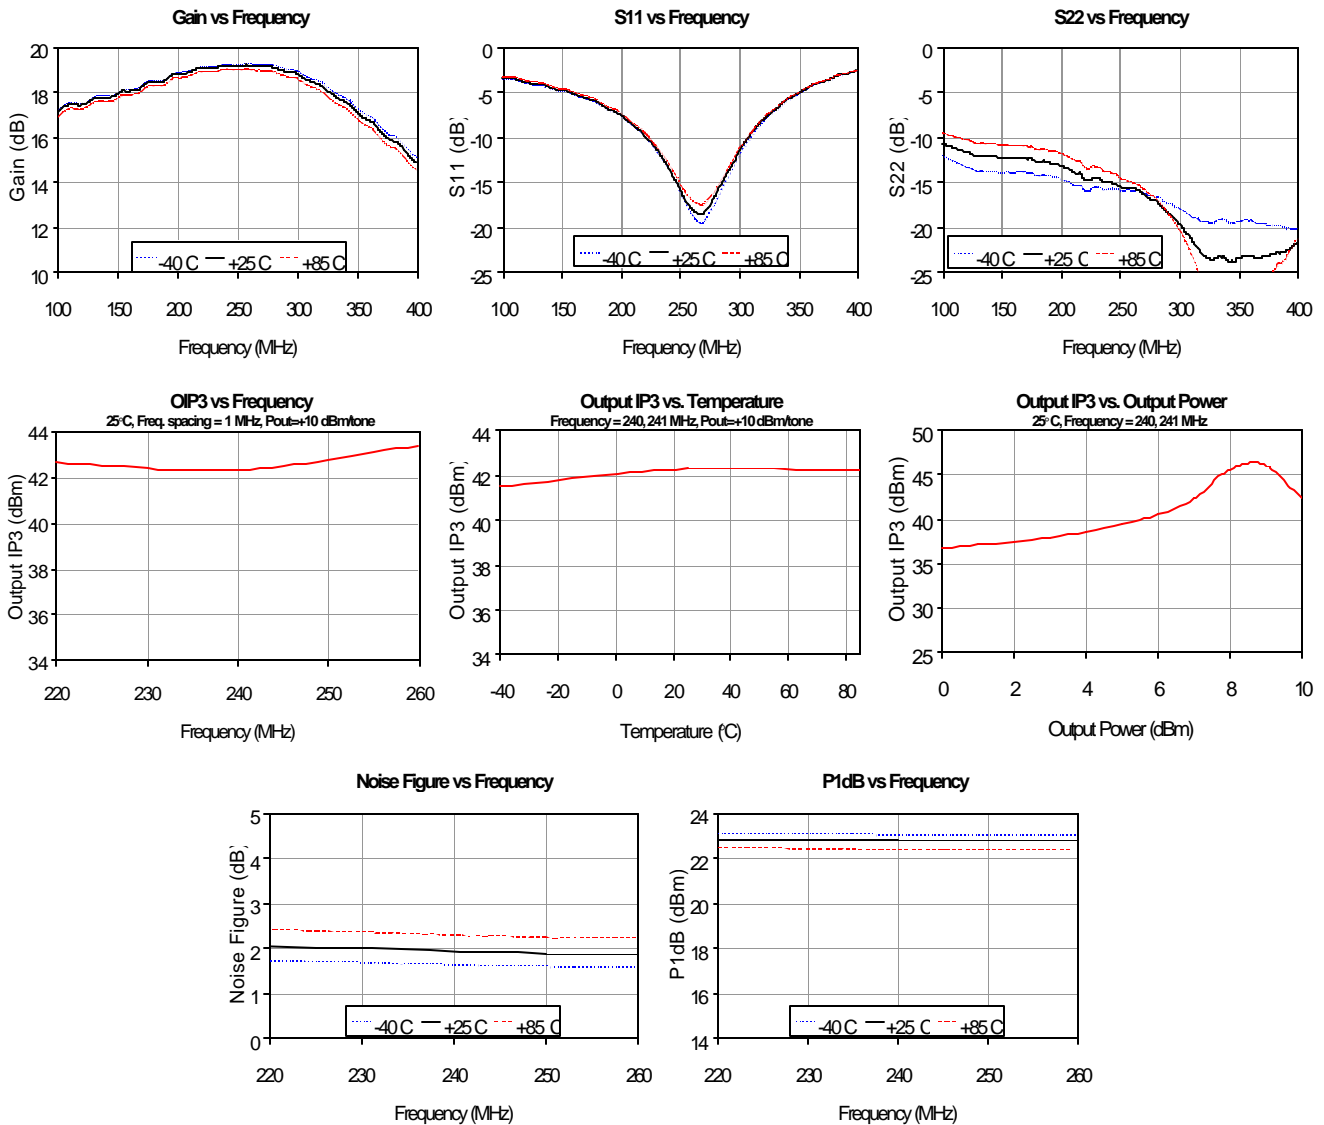 Gain vs Frequency
20
18
16
14
12
10
Gain (dB)
-40 C +25 C +85 C
100 150 200 250 300 350 400
Frequency (MHz)
S11 vs Frequency
0
-5
-10
-15
-20
-25
S11 (dB)
-40 C +25 C +85 C
100 150 200 250 300 350 400
Frequency (MHz)
S22 vs Frequency
0
-5
-10
-15
-20
-25
S22 (dB)
-40 C +25 C +85 C
100 150 200 250 300 350 400
Frequency (MHz)
OIP3 vs Frequency
25°C, Freq. spacing = 1 MHz, Pout=+10 dBm/tone
44
42
40
38
36
34
Output IP3 (dBm)
220 230 240 250 260
Frequency (MHz)
Output IP3 vs. Temperature
Frequency = 240, 241 MHz, Pout=+10 dBm/tone
44
42
40
38
36
34
Output IP3 (dBm)
-40 -20 0 20 40 60 80
Temperature (°C)
Output IP3 vs. Output Power
25°C, Frequency = 240, 241 MHz
50
45
40
35
30
25
Output IP3 (dBm)
0 2 4 6 8 10
Output Power (dBm)
Noise Figure vs Frequency
5
4
3
2
1
0
Noise Figure (dB)
-40 C +25 C +85 C
220 230 240 250 260
Frequency (MHz)
P1dB vs Frequency
24
22
20
18
16
14
P1dB (dBm)
-40 C +25 C +85 C
220 230 240 250 260
Frequency (MHz)